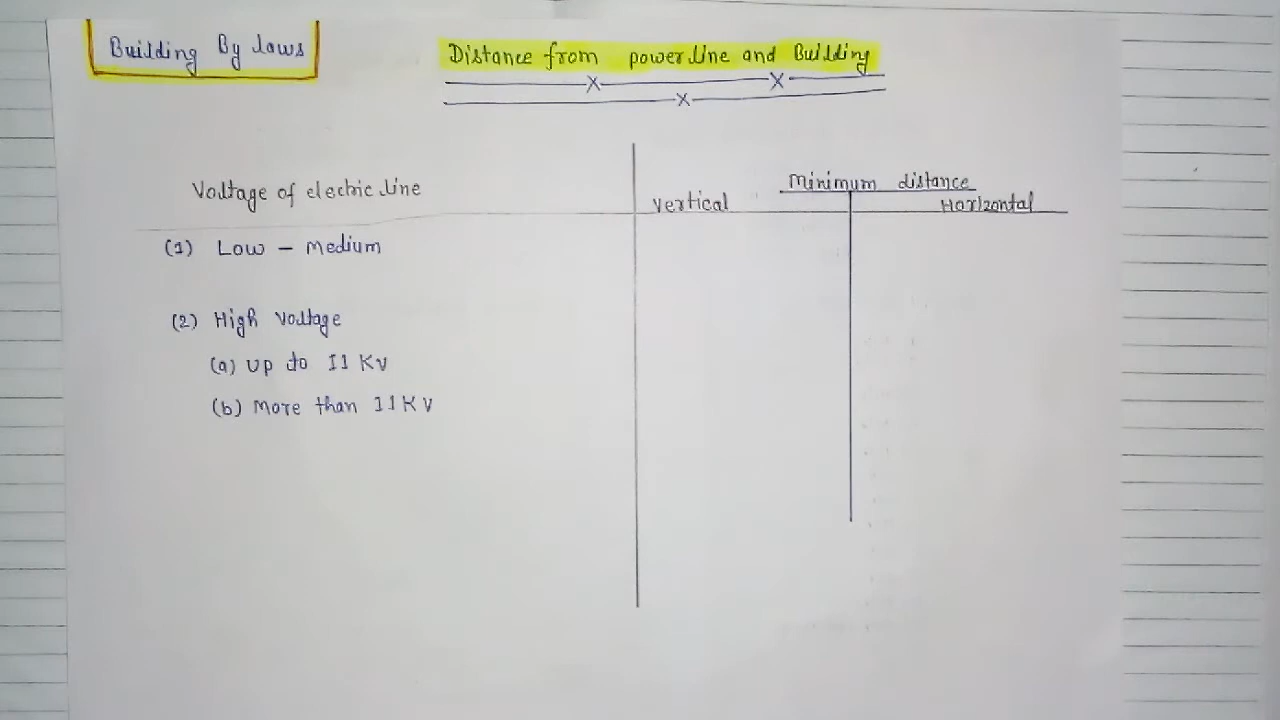 Building By laws
Distance from power line and Building
Voltage of electric line
Minimum distance
Vertical
Horizontal
(1) Low - Medium
(2) High Voltage
(a) Up to 11 KV
(b) More than 11KV